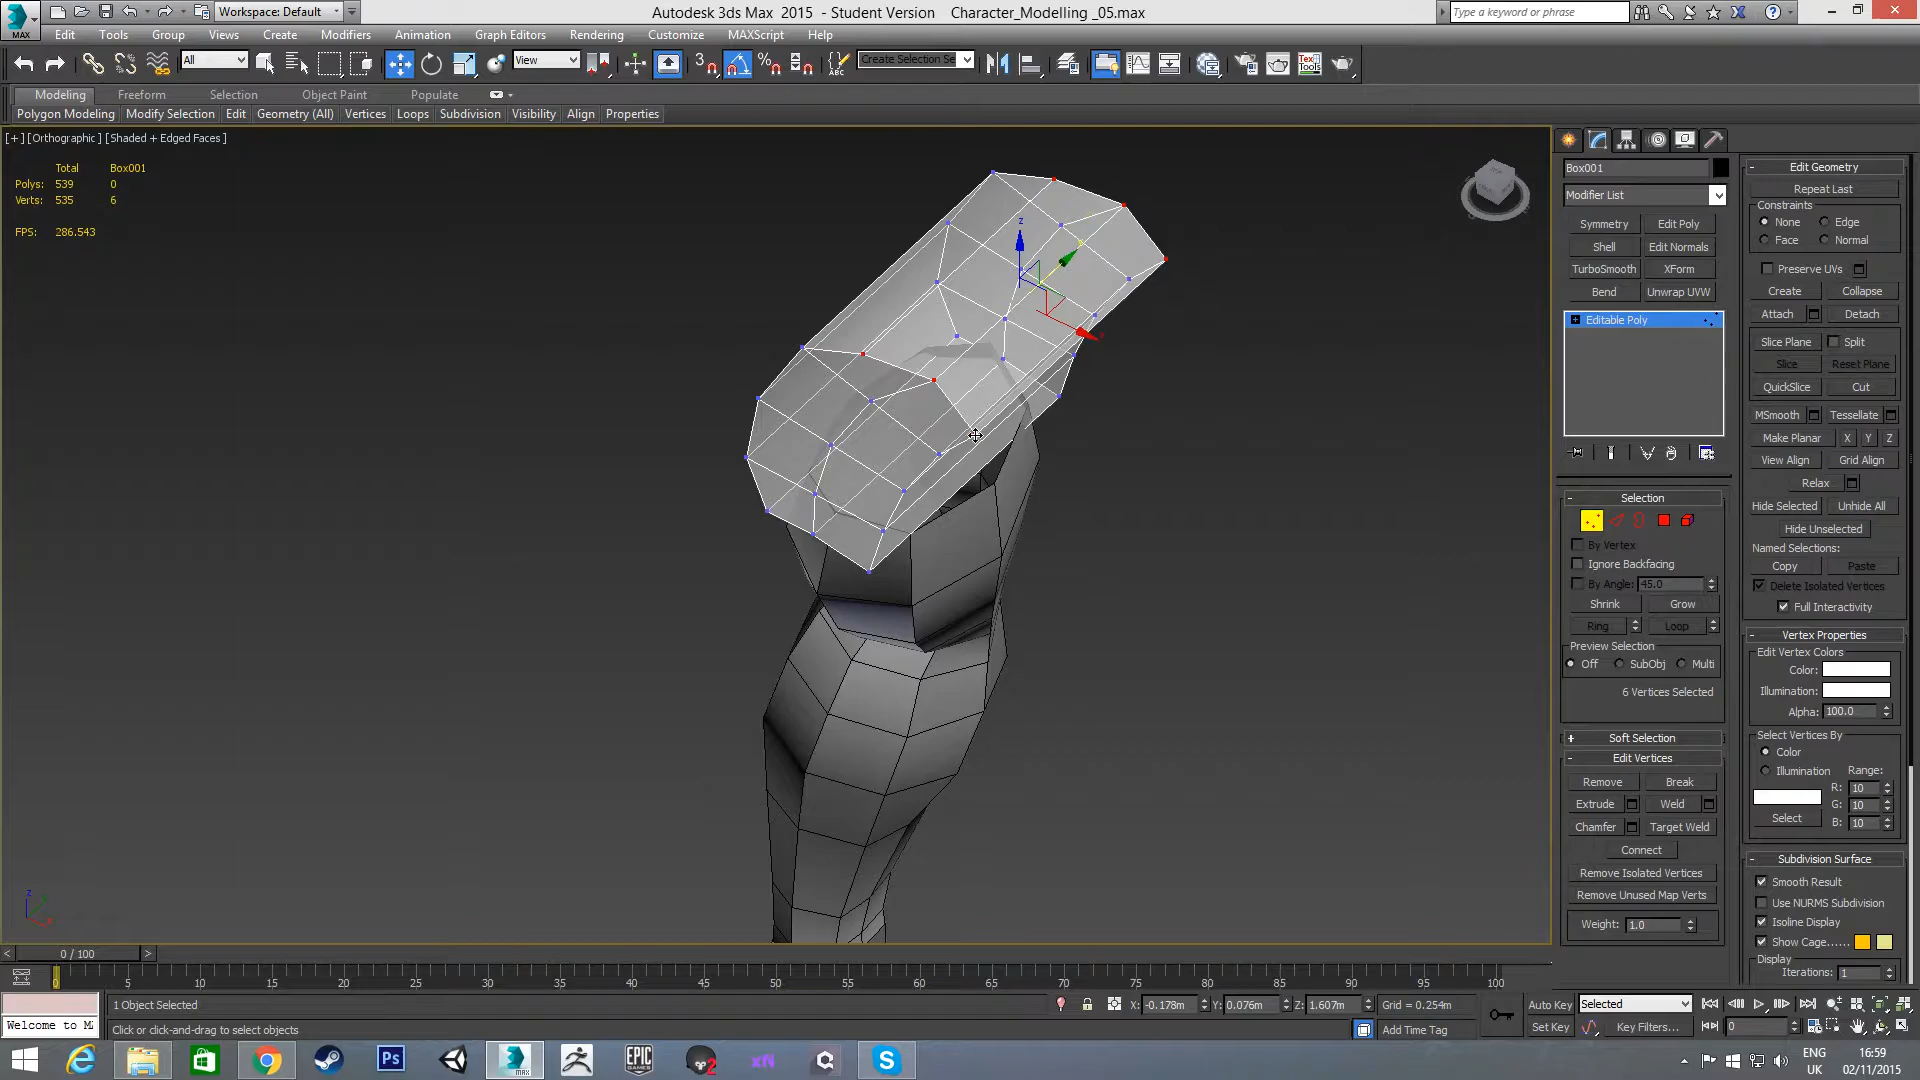 Workspace: Default
Autodesk 3ds Max 2015 - Student Version Character_Modelling _05.max
Type a keyword or phrase
MAX
Edit Tools Group Views Create Modifiers Animation Graph Editors Rendering Customize MAXScript Help
All View Create Selection Se
Modeling Freeform Selection Object Paint Populate
Polygon Modeling Modify Selection Edit Geometry (All) Vertices Loops Subdivision Visibility Align Properties
[+] [Orthographic ] [Shaded + Edged Faces ]
Total Box001
Polys: 539 0
Verts: 535 6
FPS: 286.543
Box001
Modifier List
Symmetry Edit Poly
Shell Edit Normals
TurboSmooth XForm
Bend Unwrap UVW
Editable Poly
Selection
By Vertex
Ignore Backfacing
By Angle: 45.0
Shrink Grow
Ring Loop
Preview Selection
Off SubObj Multi
6 Vertices Selected
Soft Selection
Edit Vertices
Remove Break
Extrude Weld
Chamfer Target Weld
Connect
Remove Isolated Vertices
Remove Unused Map Verts
Weight: 1.0
Edit Geometry
Repeat Last
Constraints
None Edge
Face Normal
Preserve UVs
Create Collapse
Attach Detach
Slice Plane Split
Slice Reset Plane
QuickSlice Cut
MSmooth Tessellate
Make Planar X Y Z
View Align Grid Align
Relax
Hide Selected Unhide All
Hide Unselected
Named Selections:
Copy Paste
Delete Isolated Vertices
Full Interactivity
Vertex Properties
Edit Vertex Colors
Color:
Illumination:
Alpha: 100.0
Select Vertices By
Color
Illumination Range:
R: 10
G: 10
Select B: 10
Subdivision Surface
Smooth Result
Use NURMS Subdivision
Isoline Display
Show Cage......
Display
Iterations: 1
0 / 100
0 5 10 15 20 25 30 35 40 45 50 55 60 65 70 75 80 85 90 95 100
1 Object Selected X: -0.178m Y: 0.076m Z: 1.607m Grid = 0.254m Auto Key Selected
Welcome to M Click or click-and-drag to select objects Add Time Tag Set Key Key Filters... 0
ENG 16:59
UK 02/11/2015